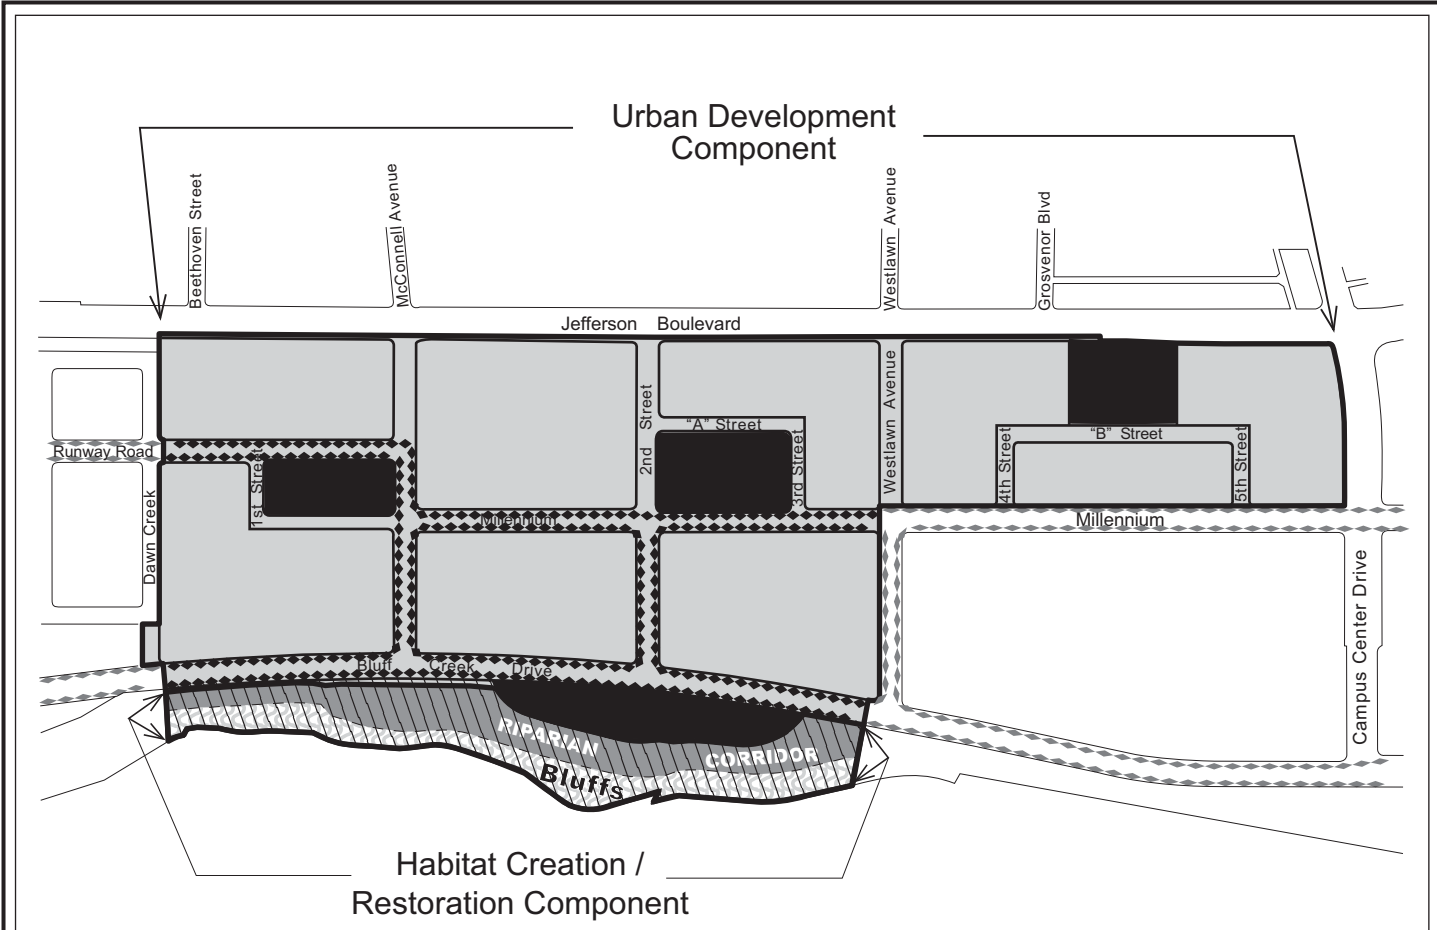 Urban Development
Component
Beethoven Street
McConnell Avenue
Westlawn Avenue
Grosvenor Blvd
Jefferson Boulevard
Runway Road
Dawn Creek
1st Street
2nd Street
"A" Street
3rd Street
Westlawn Avenue
4th Street
"B" Street
5th Street
Millennium
Millennium
Campus Center Drive
Bluff Creek Drive
RIPARIAN CORRIDOR
Bluffs
Habitat Creation /
Restoration Component